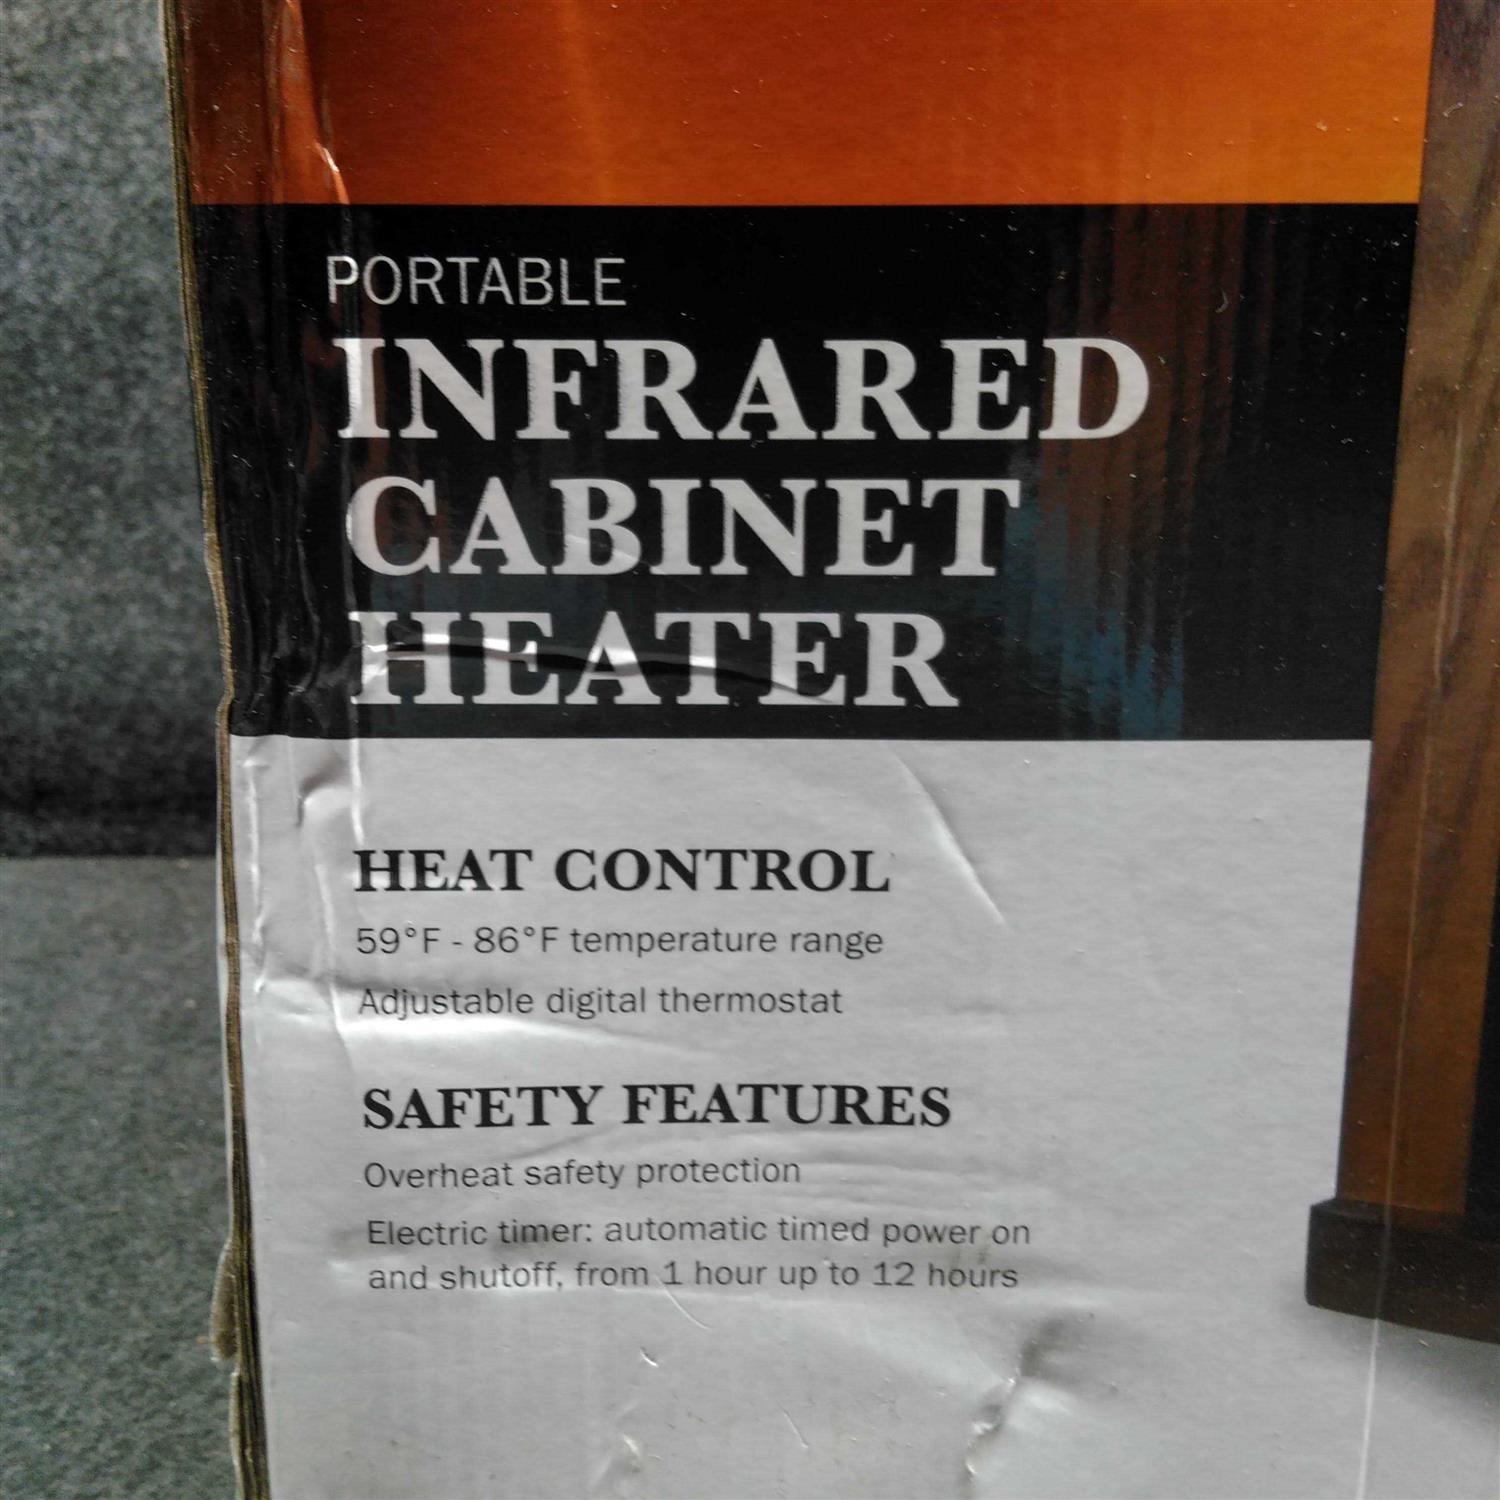 PORTABLE
INFRARED
CABINET
HEATER
HEAT CONTROL
59°F - 86°F temperature range
Adjustable digital thermostat
SAFETY FEATURES
Overheat safety protection
Electric timer: automatic timed power on
and shutoff, from 1 hour up to 12 hours